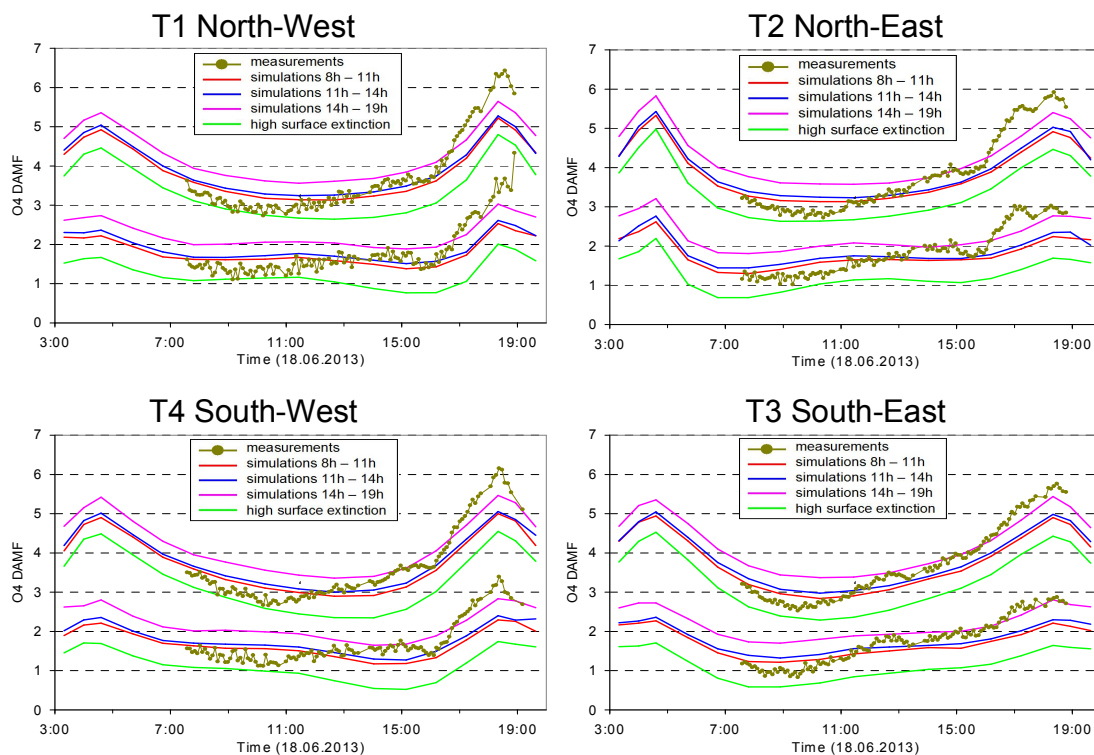 T1 North-West
7
6
5
4
3
2
1
0
O4 DAMF
measurements
simulations 8h – 11h
simulations 11h – 14h
simulations 14h – 19h
high surface extinction
3:00 7:00 11:00 15:00 19:00
Time (18.06.2013)
T2 North-East
7
6
5
4
3
2
1
0
O4 DAMF
measurements
simulations 8h – 11h
simulations 11h – 14h
simulations 14h – 19h
high surface extinction
3:00 7:00 11:00 15:00 19:00
Time (18.06.2013)
T4 South-West
7
6
5
4
3
2
1
0
O4 DAMF
measurements
simulations 8h – 11h
simulations 11h – 14h
simulations 14h – 19h
high surface extinction
3:00 7:00 11:00 15:00 19:00
Time (18.06.2013)
T3 South-East
7
6
5
4
3
2
1
0
O4 DAMF
measurements
simulations 8h – 11h
simulations 11h – 14h
simulations 14h – 19h
high surface extinction
3:00 7:00 11:00 15:00 19:00
Time (18.06.2013)